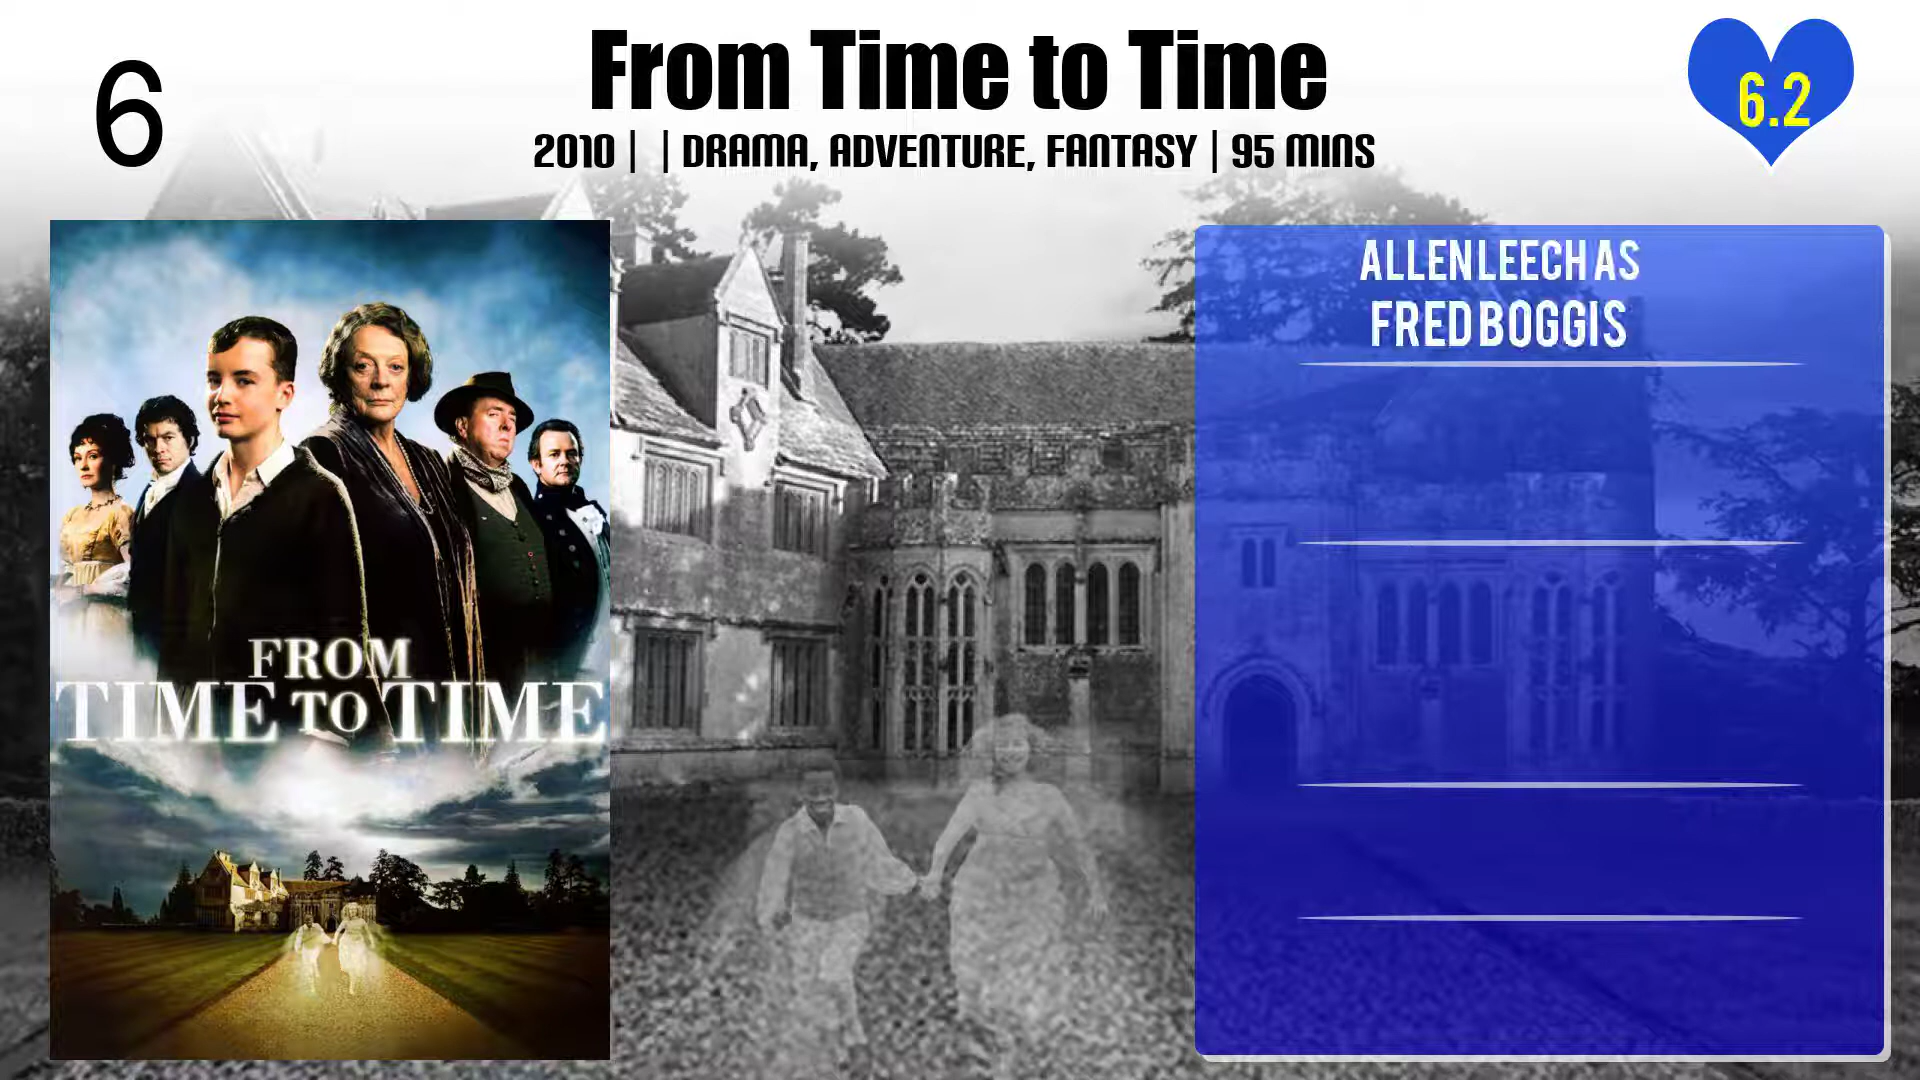 6
From Time to Time
6.2
2010 | | DRAMA, ADVENTURE, FANTASY | 95 MINS
ALLEN LEECH AS
FRED BOGGIS
FROM
TIME TO TIME